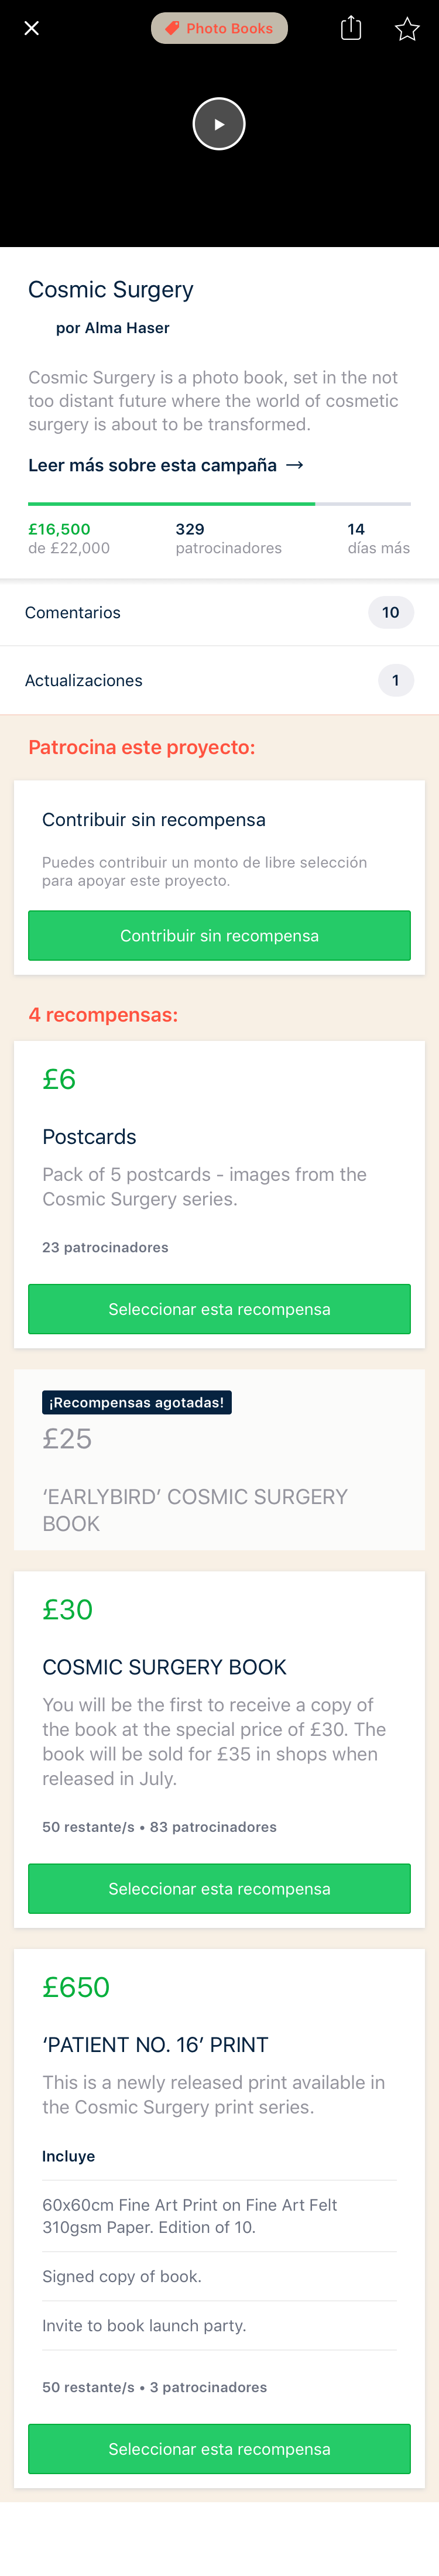 Photo Books
Cosmic Surgery
por Alma Haser
Cosmic Surgery is a photo book, set in the not
too distant future where the world of cosmetic
surgery is about to be transformed.
Leer más sobre esta campaña →
£16,500
de £22,000
329
patrocinadores
14
días más
Comentarios
10
Actualizaciones
1
Patrocina este proyecto:
Contribuir sin recompensa
Puedes contribuir un monto de libre selección
para apoyar este proyecto.
Contribuir sin recompensa
4 recompensas:
£6
Postcards
Pack of 5 postcards - images from the
Cosmic Surgery series.
23 patrocinadores
Seleccionar esta recompensa
¡Recompensas agotadas!
£25
‘EARLYBIRD’ COSMIC SURGERY
BOOK
£30
COSMIC SURGERY BOOK
You will be the first to receive a copy of
the book at the special price of £30. The
book will be sold for £35 in shops when
released in July.
50 restante/s • 83 patrocinadores
Seleccionar esta recompensa
£650
‘PATIENT NO. 16’ PRINT
This is a newly released print available in
the Cosmic Surgery print series.
Incluye
60x60cm Fine Art Print on Fine Art Felt
310gsm Paper. Edition of 10.
Signed copy of book.
Invite to book launch party.
50 restante/s • 3 patrocinadores
Seleccionar esta recompensa